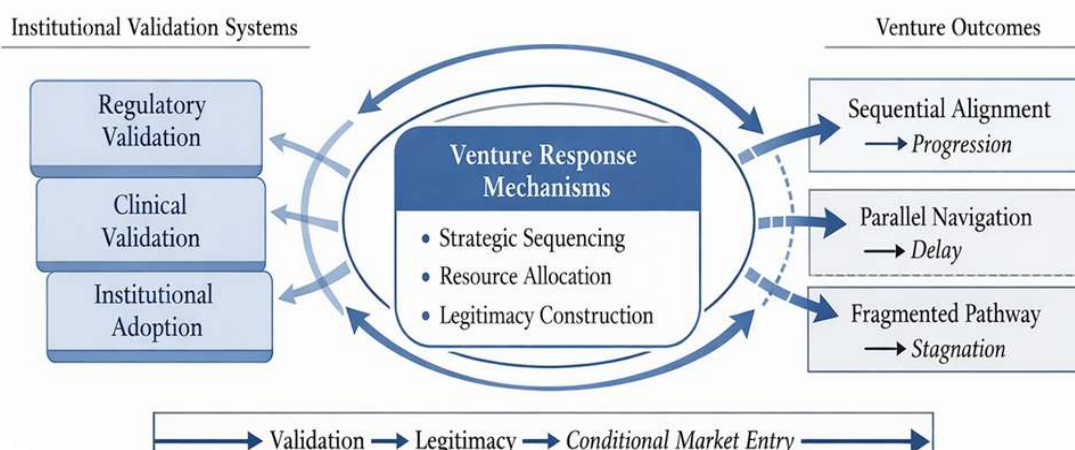 Institutional Validation Systems
Regulatory
Validation
Clinical
Validation
Institutional
Adoption
Venture Response
Mechanisms
• Strategic Sequencing
• Resource Allocation
• Legitimacy Construction
Venture Outcomes
Sequential Alignment
→ Progression
Parallel Navigation
→ Delay
Fragmented Pathway
→ Stagnation
→ Validation → Legitimacy → Conditional Market Entry →